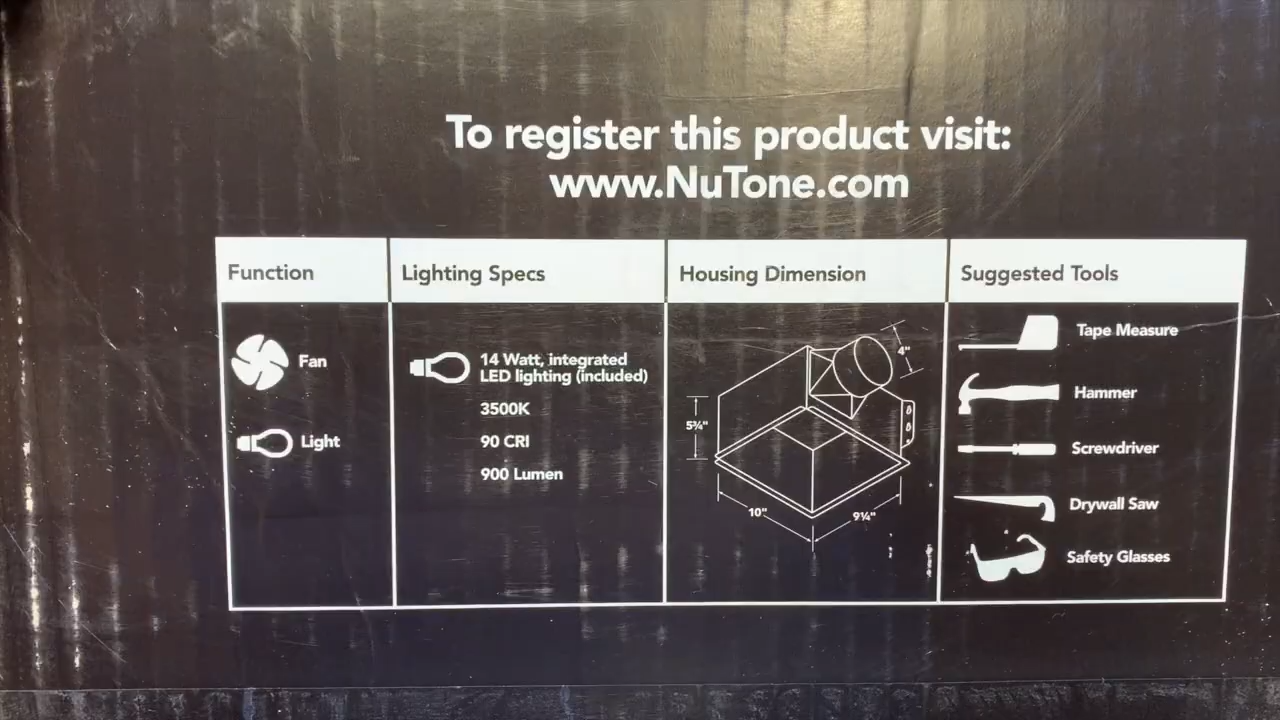 To register this product visit:
www.NuTone.com
Function
Lighting Specs
Housing Dimension
Suggested Tools
Fan
Light
14 Watt, integrated
LED lighting (included)
3500K
90 CRI
900 Lumen
4"
5¾"
10"
9¼"
Tape Measure
Hammer
Screwdriver
Drywall Saw
Safety Glasses